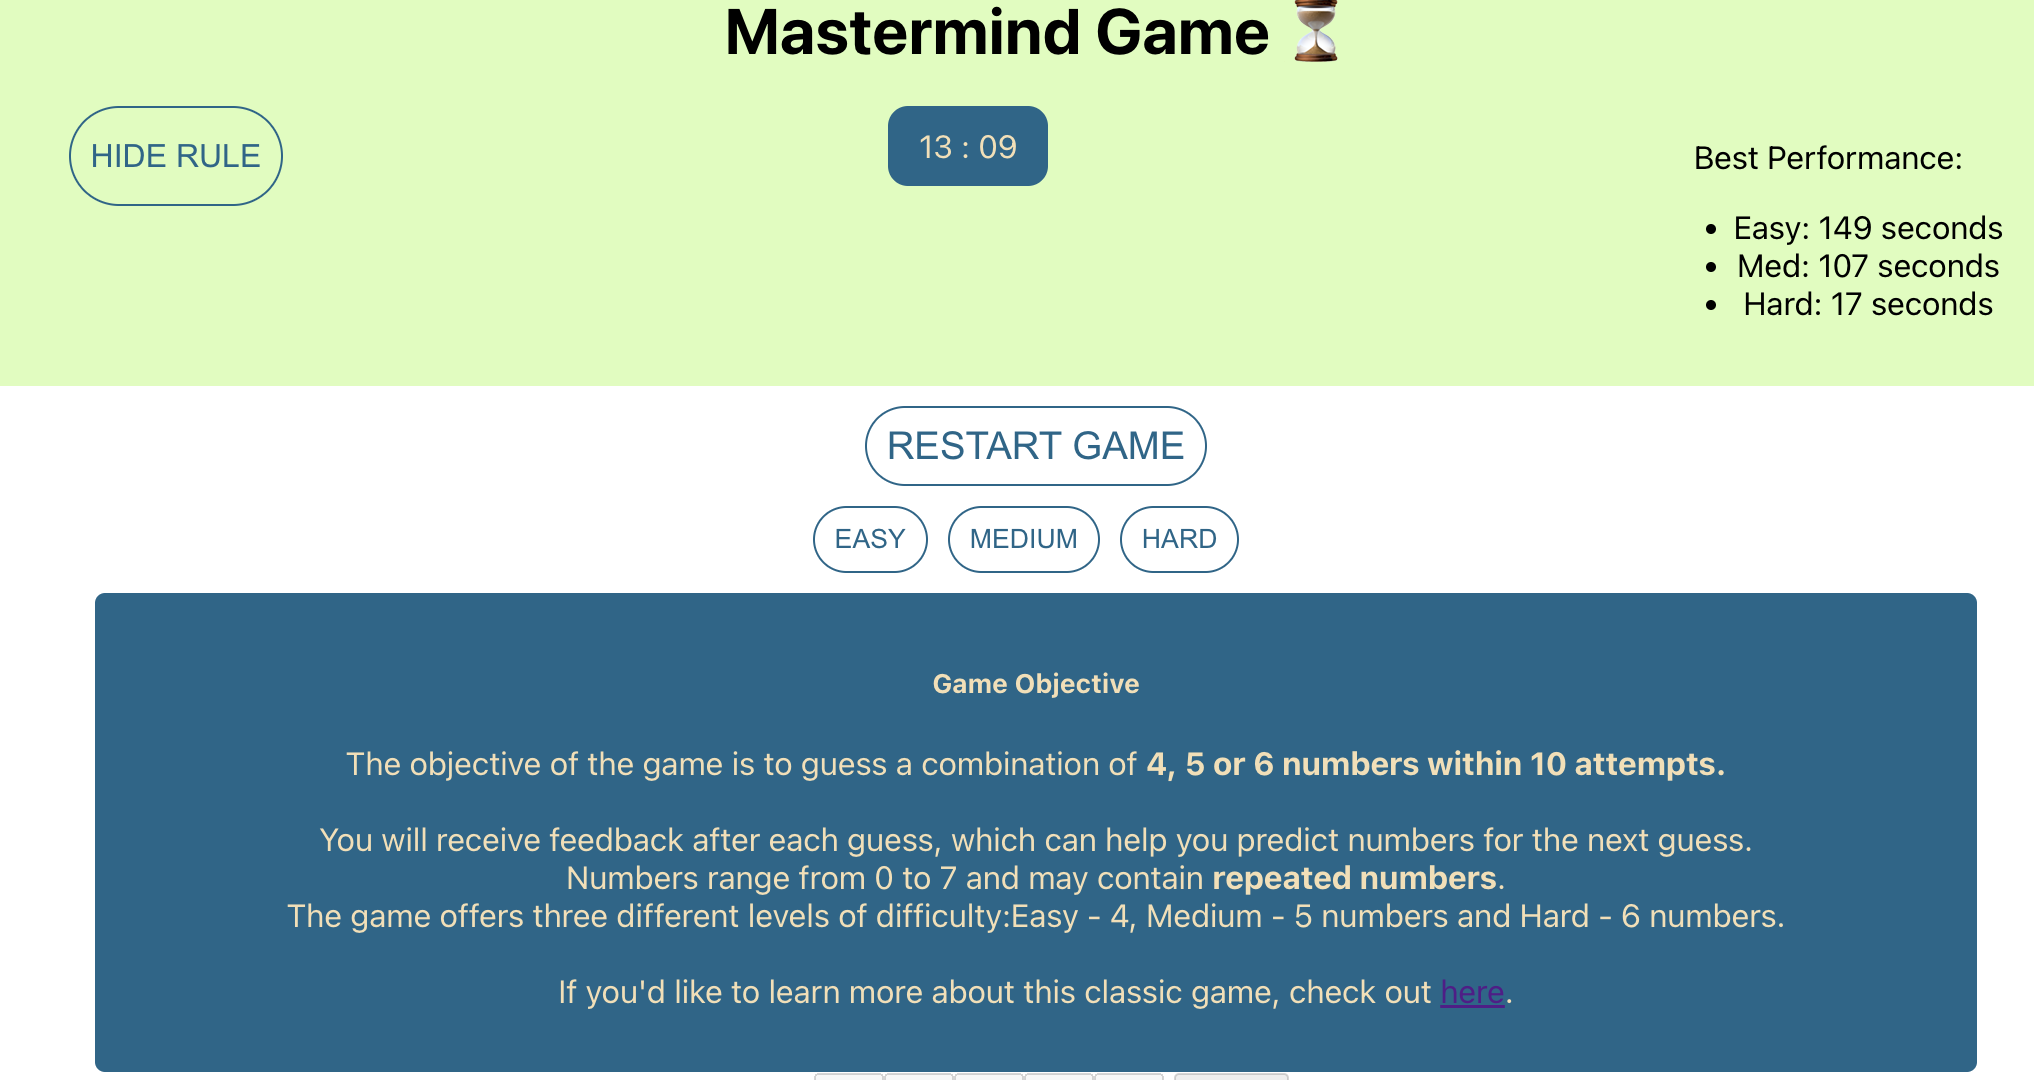 Mastermind Game ⏳
HIDE RULE
13 : 09
Best Performance:
• Easy: 149 seconds
• Med: 107 seconds
• Hard: 17 seconds
RESTART GAME
EASY MEDIUM HARD
Game Objective
The objective of the game is to guess a combination of 4, 5 or 6 numbers within 10 attempts.
You will receive feedback after each guess, which can help you predict numbers for the next guess.
Numbers range from 0 to 7 and may contain repeated numbers.
The game offers three different levels of difficulty:Easy - 4, Medium - 5 numbers and Hard - 6 numbers.
If you'd like to learn more about this classic game, check out here.